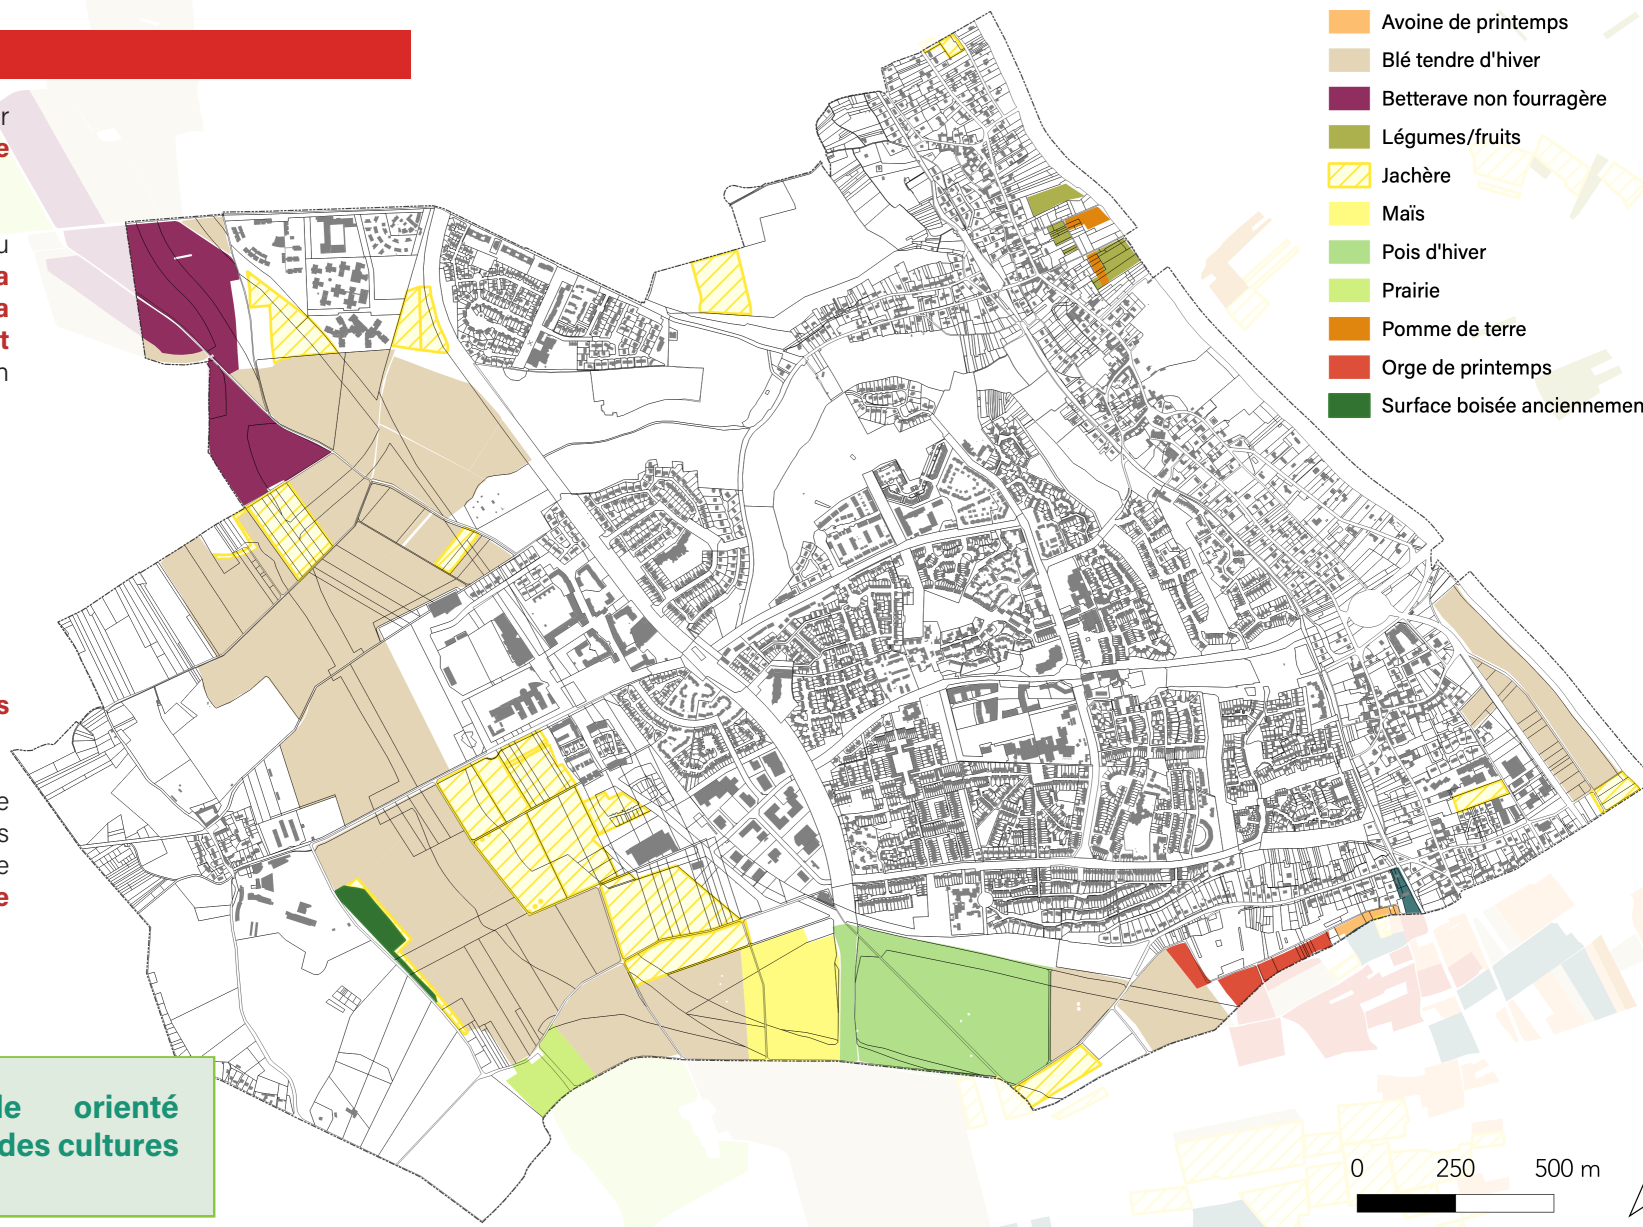 r
e
u
a
a
t
n
s
e
s
e
e
le orienté
des cultures
Avoine de printemps
Blé tendre d'hiver
Betterave non fourragère
Légumes/fruits
Jachère
Maïs
Pois d'hiver
Prairie
Pomme de terre
Orge de printemps
Surface boisée anciennemen
0 250 500 m